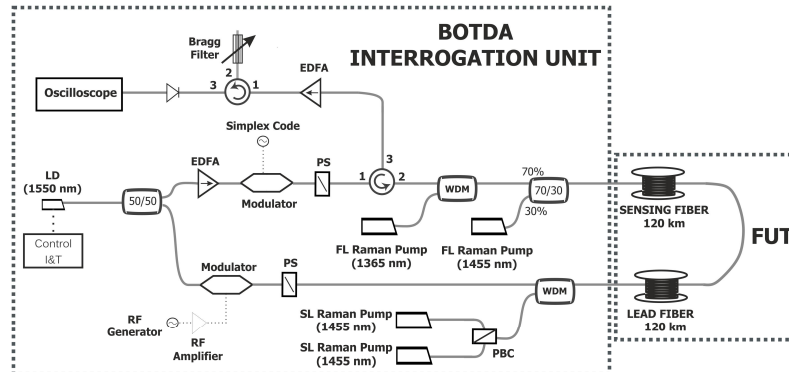 BOTDA
INTERROGATION UNIT
Bragg
Filter
2
3
1
EDFA
Oscilloscope
Simplex Code
EDFA
PS
3
1
2
LD
(1550 nm)
50/50
Modulator
WDM
70%
70/30
30%
SENSING FIBER
120 km
Control
I&T
FL Raman Pump
(1365 nm)
FL Raman Pump
(1455 nm)
FUT
Modulator
PS
WDM
LEAD FIBER
120 km
RF
Generator
RF
Amplifier
SL Raman Pump
(1455 nm)
SL Raman Pump
(1455 nm)
PBC